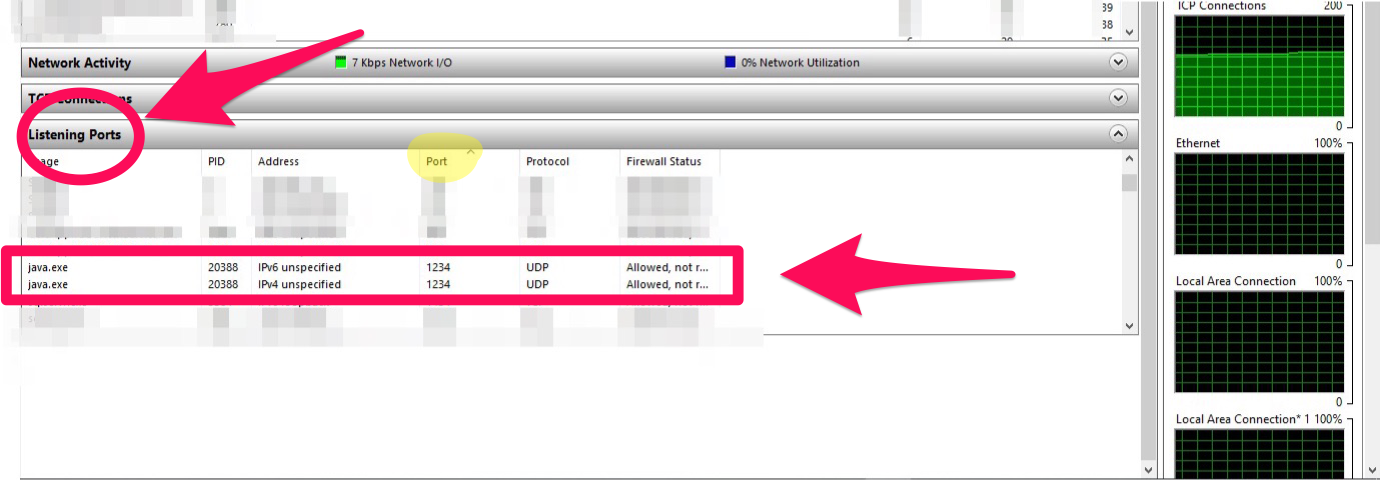 TCP Connections 200
39
38
Network Activity 7 Kbps Network I/O 0% Network Utilization
TCP Connections
0
Listening Ports
Ethernet 100%
PID Address Port Protocol Firewall Status
0
java.exe 20388 IPv6 unspecified 1234 UDP Allowed, not r...
java.exe 20388 IPv4 unspecified 1234 UDP Allowed, not r...
Local Area Connection 100%
0
Local Area Connection* 1 100%